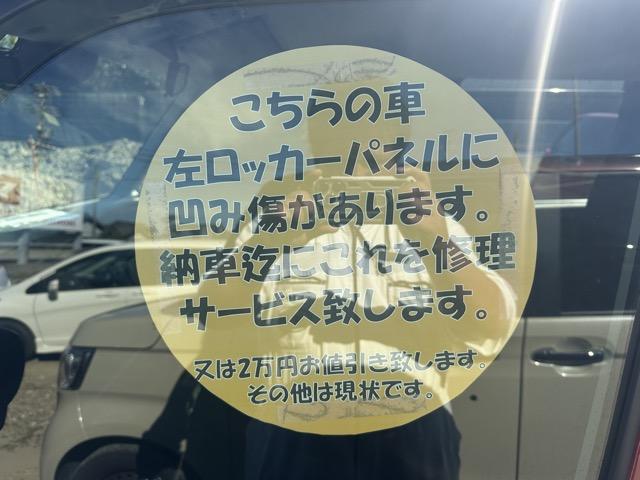 こちらの車
左ロッカーパネルに
凹み傷があります。
納車迄にこれを修理
サービス致します。
又は2万円お値引き致します。
その他は現状です。